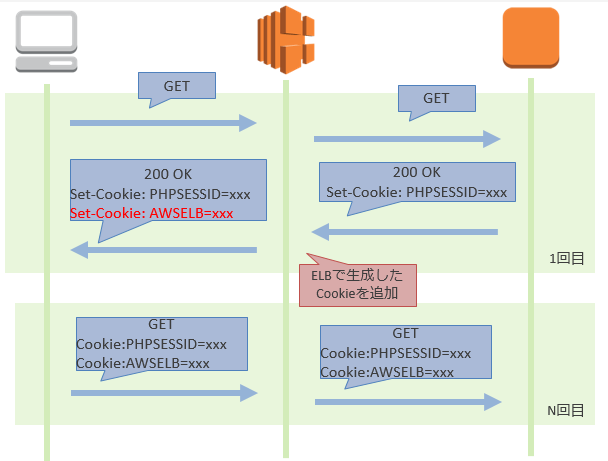 GET
GET
200 OK
Set-Cookie: PHPSESSID=xxx
Set-Cookie: AWSELB=xxx
200 OK
Set-Cookie: PHPSESSID=xxx
ELBで生成した
Cookieを追加
1回目
GET
Cookie:PHPSESSID=xxx
Cookie:AWSELB=xxx
GET
Cookie:PHPSESSID=xxx
Cookie:AWSELB=xxx
N回目